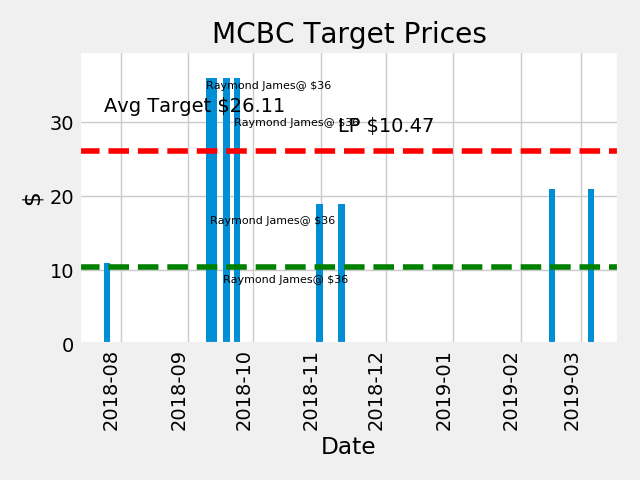 MCBC Target Prices
Raymond James@ $36
Avg Target $26.11
Raymond James@ $36
LP $10.47
Raymond James@ $36
Raymond James@ $36
30
20
10
0
$
2018-08
2018-09
2018-10
2018-11
2018-12
2019-01
2019-02
2019-03
Date